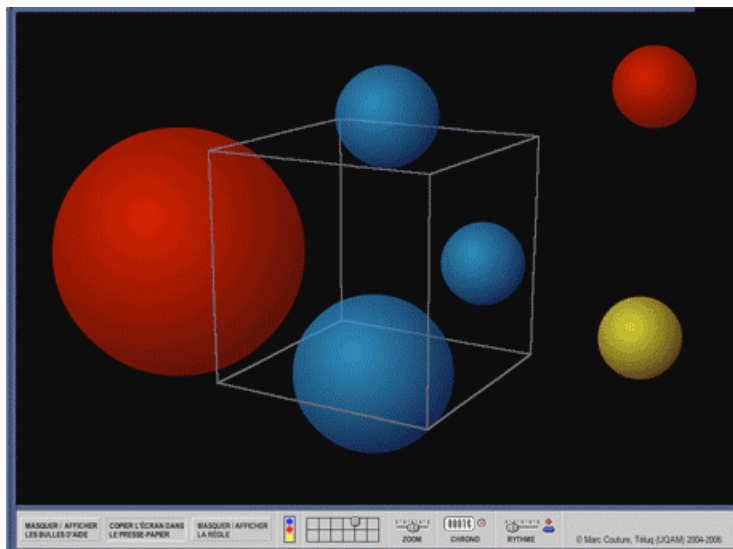 MASQUER / AFFICHER
LES BULLES D'AIDE
COPIER L'ÉCRAN DANS
LE PRESSE-PAPIER
MASQUER / AFFICHER
LA RÈGLE
ZOOM
CHRONO
RYTHME
© Marc Couture, Téluq (UQAM) 2004-2006